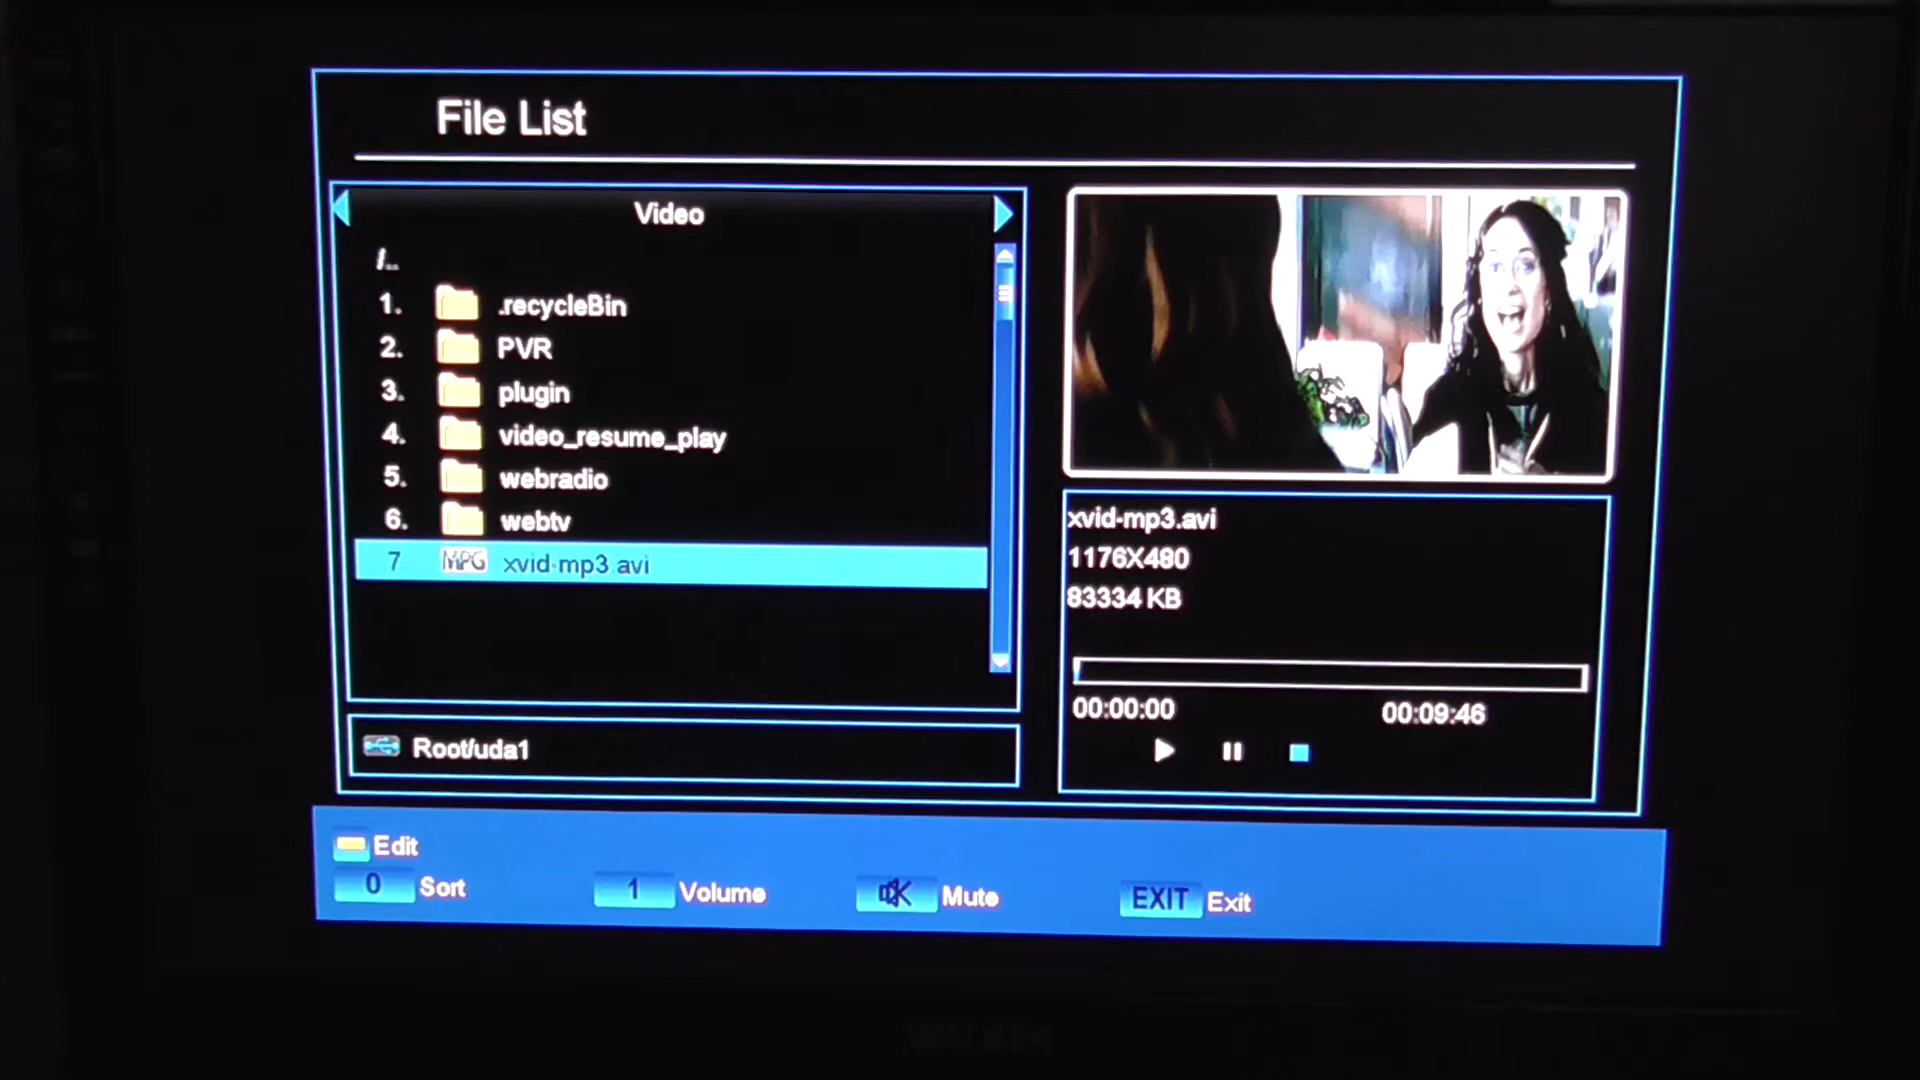 File List
Video
/..
1. .recycleBin
2. PVR
3. plugin
4. video_resume_play
5. webradio
6. webtv
7 MPG xvid-mp3.avi
Root/uda1
xvid-mp3.avi
1176X480
83334 KB
00:00:00 00:09:46
Edit
0 Sort 1 Volume Mute EXIT Exit
WALKER